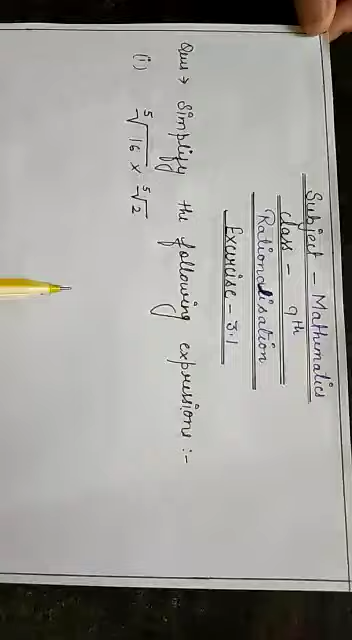 Subject - Mathematics
Class - 9th
Rationalisation
Exercise - 3.1
Ques → Simplify the following expressions :-
(i) ⁵√16 × ⁵√2